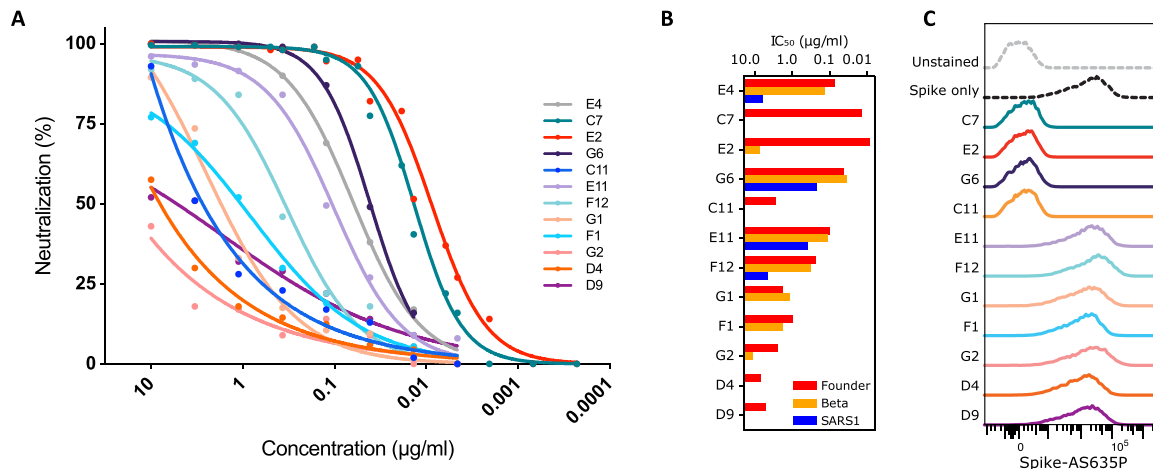 A
100
75
50
25
0
Neutralization (%)
10
1
0.1
0.01
0.001
0.0001
Concentration (µg/ml)
E4
C7
E2
G6
C11
E11
F12
G1
F1
G2
D4
D9
B
IC₅₀ (µg/ml)
10.0 1.0 0.1 0.01
E4
C7
E2
G6
C11
E11
F12
G1
F1
G2
D4
D9
Founder
Beta
SARS1
C
Unstained
Spike only
C7
E2
G6
C11
E11
F12
G1
F1
G2
D4
D9
0 10⁵
Spike-AS635P